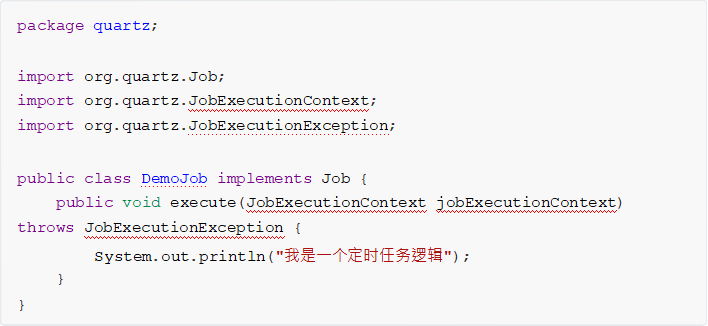 package quartz;
import org.quartz.Job;
import org.quartz.JobExecutionContext;
import org.quartz.JobExecutionException;
public class DemoJob implements Job {
public void execute(JobExecutionContext jobExecutionContext)
throws JobExecutionException {
System.out.println("我是一个定时任务逻辑");
}
}